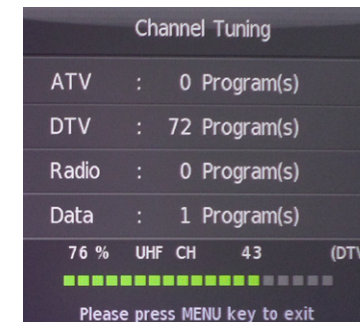 Channel Tuning
ATV : 0 Program(s)
DTV : 72 Program(s)
Radio : 0 Program(s)
Data : 1 Program(s)
76 % UHF CH 43 (DTV
Please press MENU key to exit